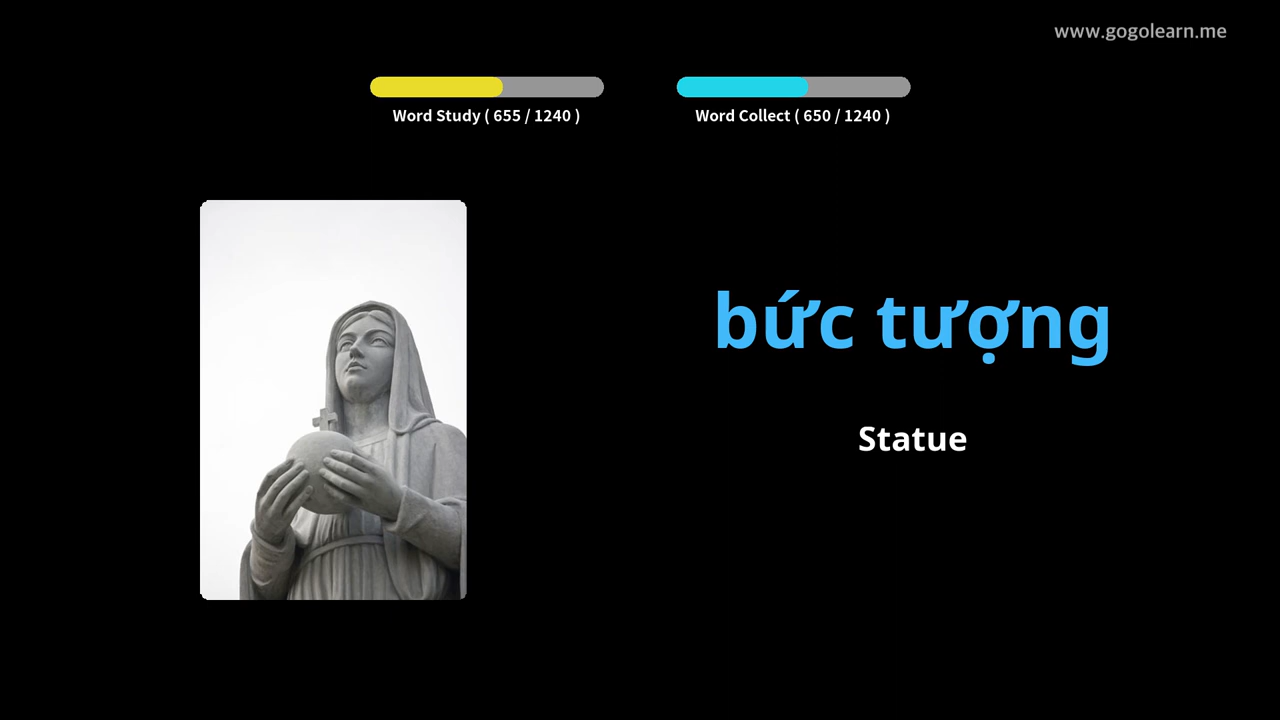 www.gogolearn.me
Word Study ( 655 / 1240 )
Word Collect ( 650 / 1240 )
bức tượng
Statue